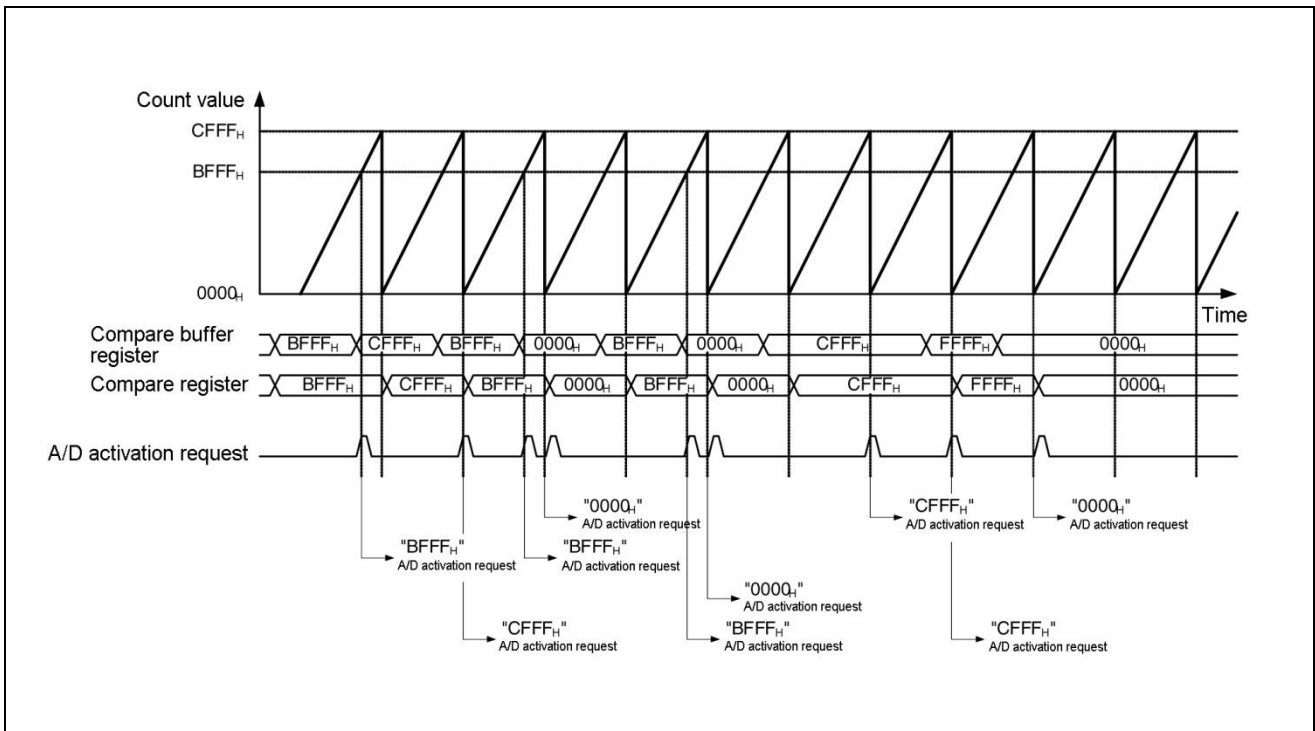 Count value
CFFFH
BFFFH
0000H
Time
Compare buffer register
BFFFH CFFFH BFFFH 0000H BFFFH 0000H CFFFH FFFFH 0000H
Compare register
BFFFH CFFFH BFFFH 0000H BFFFH 0000H CFFFH FFFFH 0000H
A/D activation request
"0000H"
A/D activation request
"CFFFH"
A/D activation request
"0000H"
A/D activation request
"BFFFH"
A/D activation request
"BFFFH"
A/D activation request
"0000H"
A/D activation request
"CFFFH"
A/D activation request
"BFFFH"
A/D activation request
"CFFFH"
A/D activation request